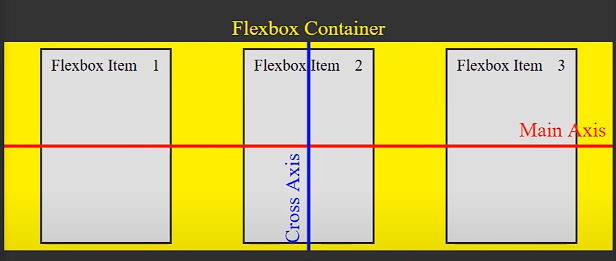 Flexbox Container
Flexbox Item 1
Flexbox Item 2
Flexbox Item 3
Main Axis
Cross Axis